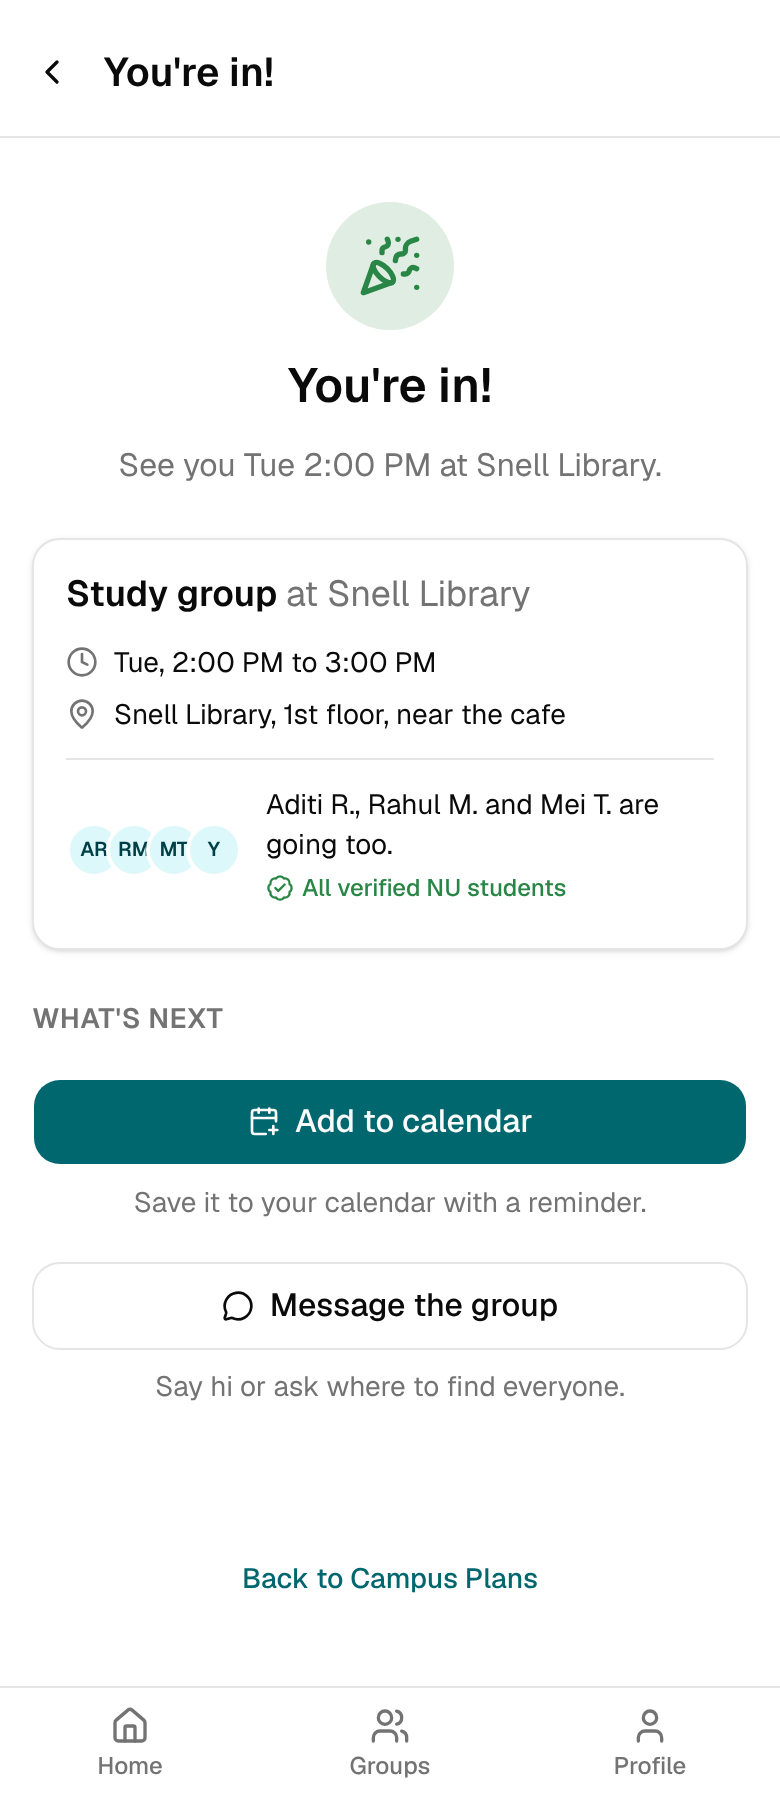 You're in!
You're in!
See you Tue 2:00 PM at Snell Library.
Study group at Snell Library
Tue, 2:00 PM to 3:00 PM
Snell Library, 1st floor, near the cafe
AR RM MT Y
Aditi R., Rahul M. and Mei T. are
going too.
All verified NU students
WHAT'S NEXT
Add to calendar
Save it to your calendar with a reminder.
Message the group
Say hi or ask where to find everyone.
Back to Campus Plans
Home Groups Profile